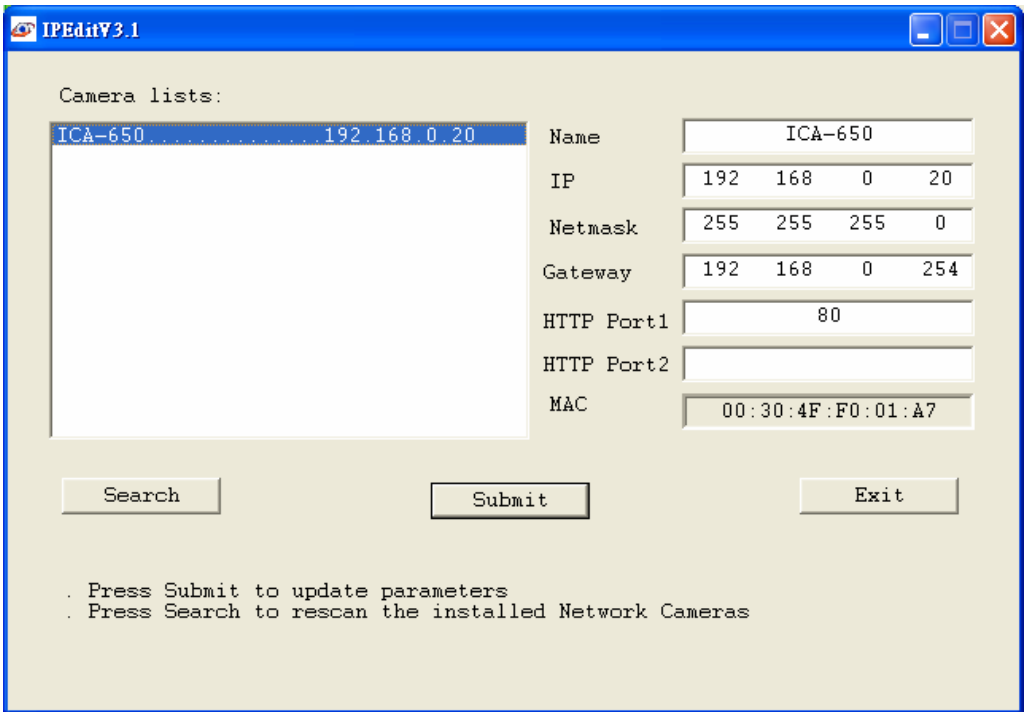 IPEditV3.1
Camera lists:
ICA-650..............192.168.0.20
Name ICA-650
IP 192 168 0 20
Netmask 255 255 255 0
Gateway 192 168 0 254
HTTP Port1 80
HTTP Port2
MAC 00:30:4F:F0:01:A7
Search Submit Exit
. Press Submit to update parameters
. Press Search to rescan the installed Network Cameras